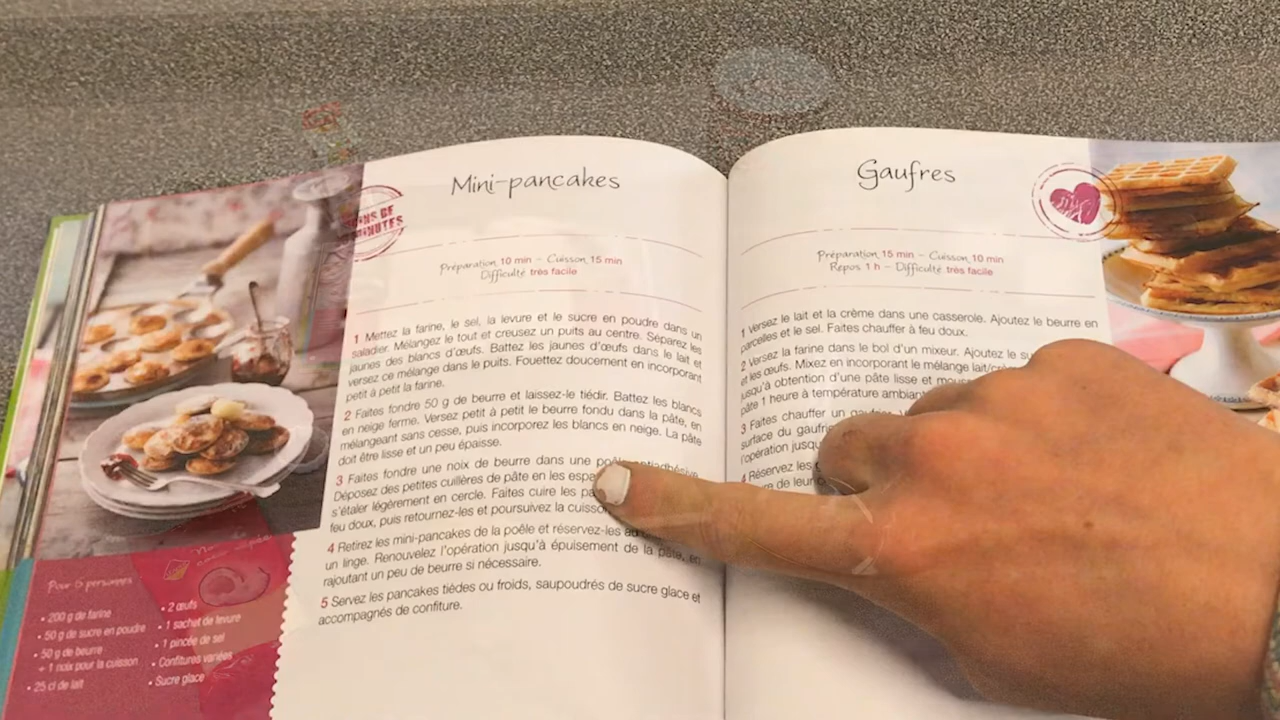 Mini-pancakes
Préparation 10 min – Cuisson 15 min
Difficulté très facile
1 Mettez la farine, le sel, la levure et le sucre en poudre dans un
saladier. Mélangez le tout et creusez un puits au centre. Séparez les
jaunes des blancs d'œufs. Battez les jaunes d'œufs dans le lait et
versez ce mélange dans le puits. Fouettez doucement en incorporant
petit à petit la farine.
2 Faites fondre 50 g de beurre et laissez-le tiédir. Battez les blancs
en neige ferme. Versez petit à petit le beurre fondu dans la pâte, en
mélangeant sans cesse, puis incorporez les blancs en neige. La pâte
doit être lisse et un peu épaisse.
3 Faites fondre une noix de beurre dans une poêle antiadhésive.
Déposez des petites cuillères de pâte en les
s'étaler légèrement en cercle. Faites cuire les
feu doux, puis retournez-les et poursuivez la
4 Retirez les mini-pancakes de la poêle et réservez-les
un linge. Renouvelez l'opération jusqu'à épuisement de la pâte, en
rajoutant un peu de beurre si nécessaire.
5 Servez les pancakes tièdes ou froids, saupoudrés de sucre glace et
accompagnés de confiture.
Pour 6 personnes
• 200 g de farine
• 50 g de sucre en poudre
• 50 g de beurre
+ 1 noix pour la cuisson
• 25 cl de lait
• 2 œufs
• 1 sachet de levure
• 1 pincée de sel
• Confitures variées
• Sucre glace
Gaufres
Préparation 15 min – Cuisson 10 min
Repos 1 h – Difficulté très facile
1 Versez le lait et la crème dans une casserole. Ajoutez le beurre en
parcelles et le sel. Faites chauffer à feu doux.
2 Versez la farine dans le bol d'un mixeur. Ajoutez le
et les œufs. Mixez en incorporant le mélange
jusqu'à obtention d'une pâte lisse et
pâte 1 heure à température
3 Faites chauffer un
surface du
l'opération
4 Réservez les
de leur